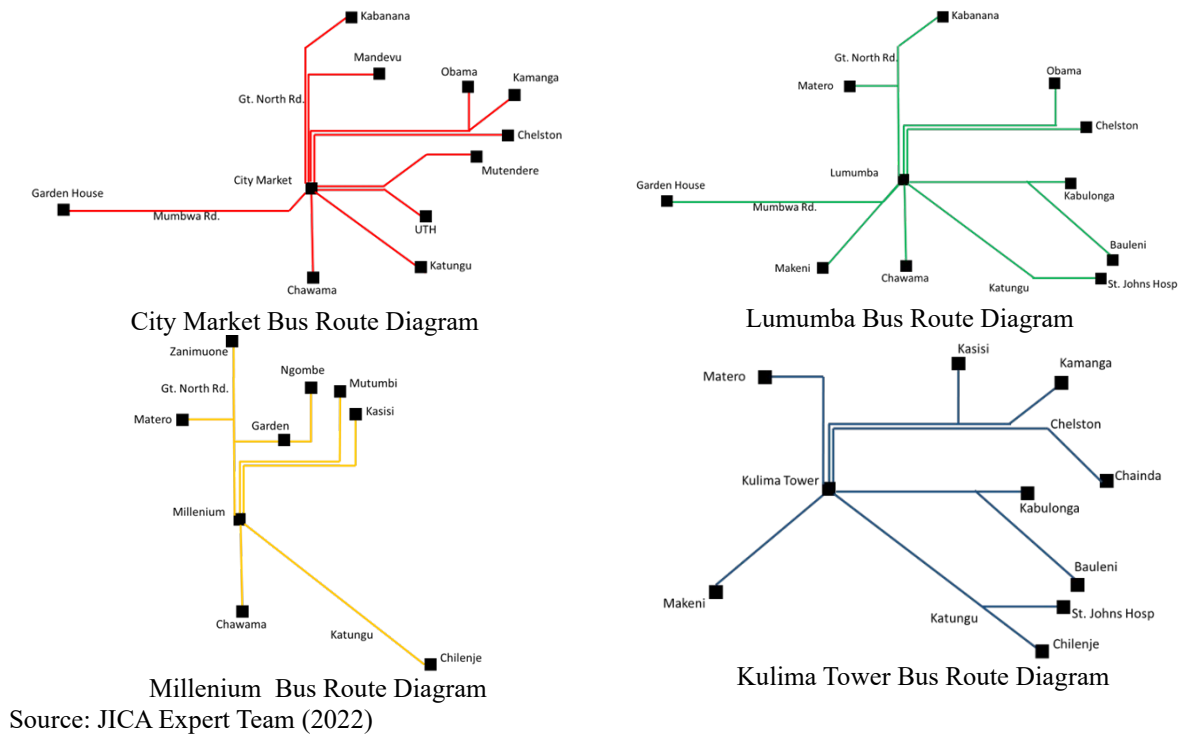 Kabanana
Mandevu
Obama
Kamanga
Gt. North Rd.
Chelston
Mutendere
City Market
Garden House
Mumbwa Rd.
UTH
Katungu
Chawama
City Market Bus Route Diagram
Kabanana
Gt. North Rd.
Matero
Obama
Chelston
Lumumba
Garden House
Kabulonga
Mumbwa Rd.
Bauleni
Makeni
Chawama
Katungu
St. Johns Hosp
Lumumba Bus Route Diagram
Zanimuone
Ngombe
Mutumbi
Gt. North Rd.
Kasisi
Matero
Garden
Millenium
Chawama
Katungu
Chilenje
Millenium Bus Route Diagram
Kasisi
Kamanga
Matero
Chelston
Kulima Tower
Chainda
Kabulonga
Bauleni
Makeni
St. Johns Hosp
Katungu
Chilenje
Kulima Tower Bus Route Diagram
Source: JICA Expert Team (2022)